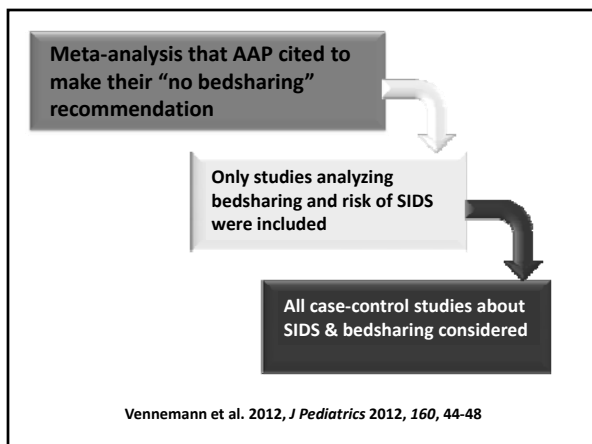 Meta-analysis that AAP cited to
make their “no bedsharing”
recommendation
Only studies analyzing
bedsharing and risk of SIDS
were included
All case-control studies about
SIDS & bedsharing considered
Vennemann et al. 2012, J Pediatrics 2012, 160, 44-48